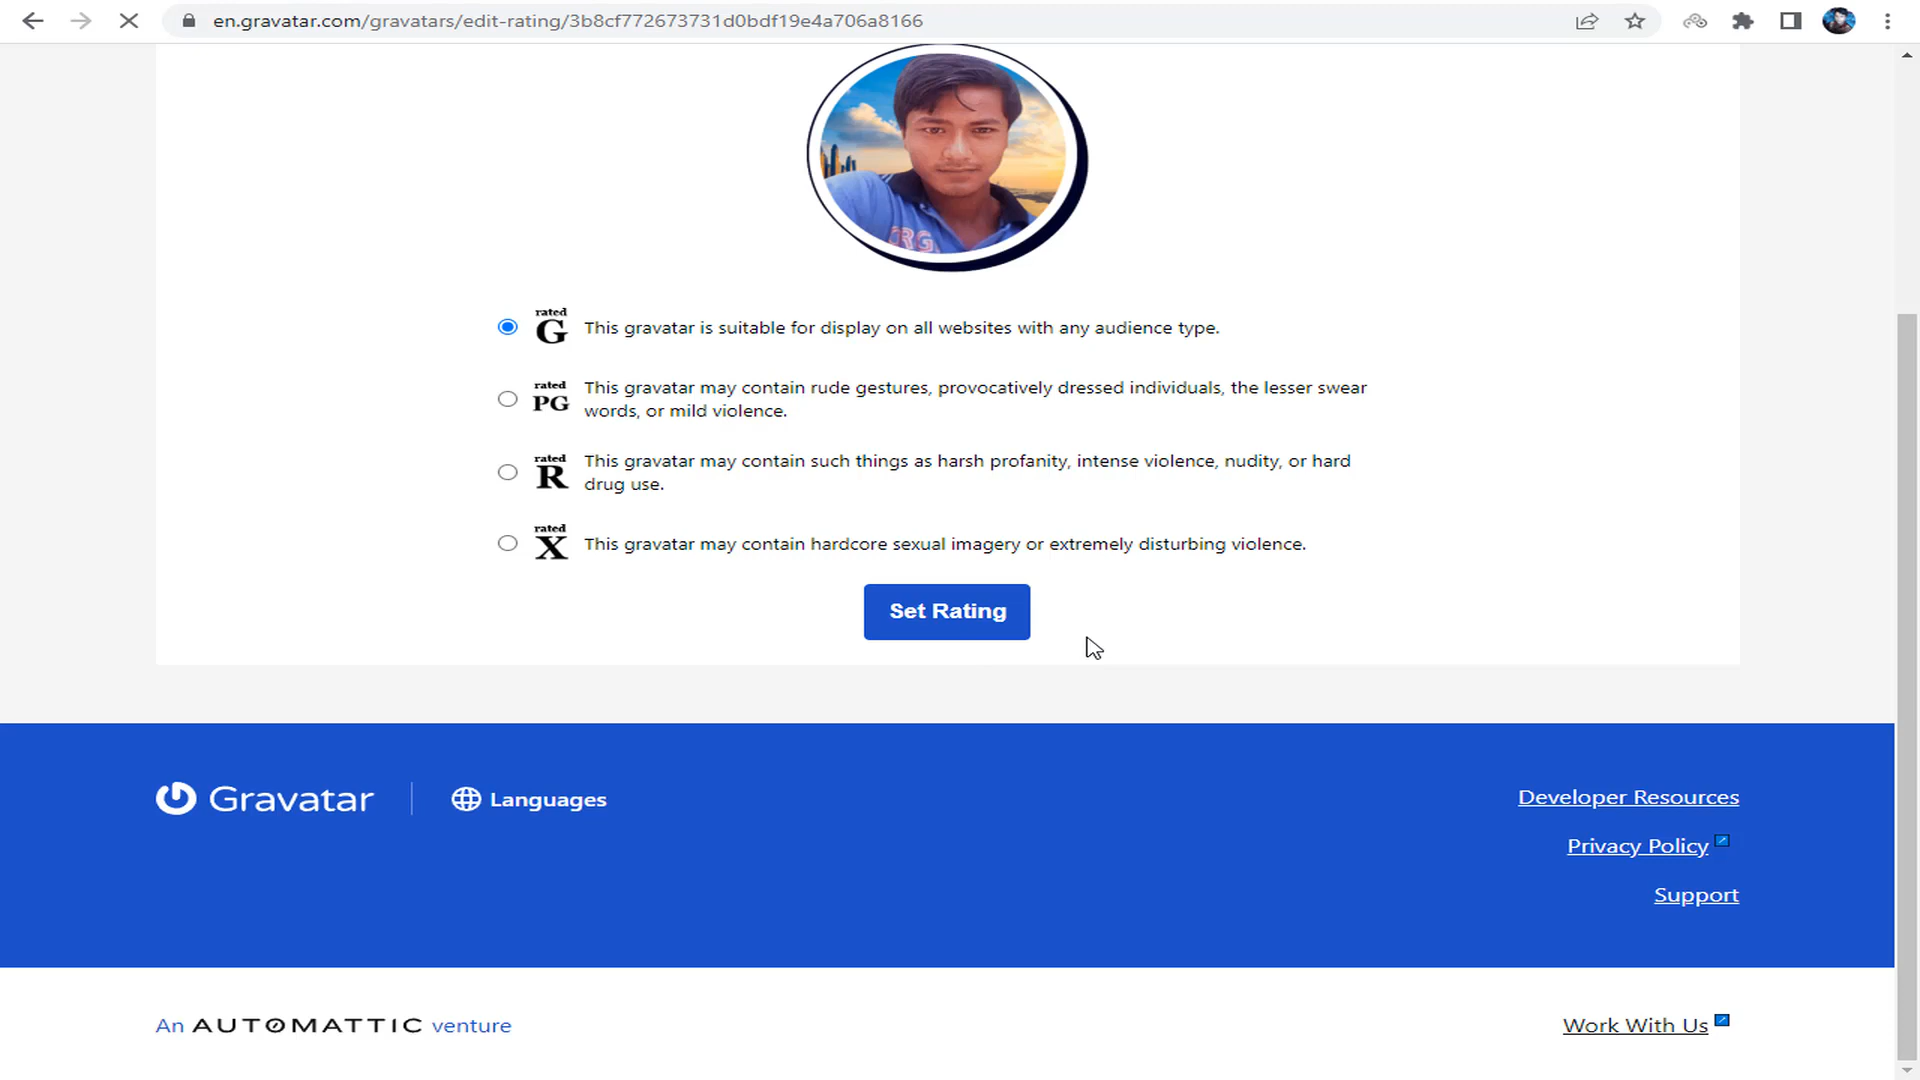 en.gravatar.com/gravatars/edit-rating/3b8cf772673731d0bdf19e4a706a8166
ORG
rated
G
This gravatar is suitable for display on all websites with any audience type.
rated
PG
This gravatar may contain rude gestures, provocatively dressed individuals, the lesser swear
words, or mild violence.
rated
R
This gravatar may contain such things as harsh profanity, intense violence, nudity, or hard
drug use.
rated
X
This gravatar may contain hardcore sexual imagery or extremely disturbing violence.
Set Rating
Gravatar
Languages
Developer Resources
Privacy Policy
Support
An AUTOMATTIC venture
Work With Us